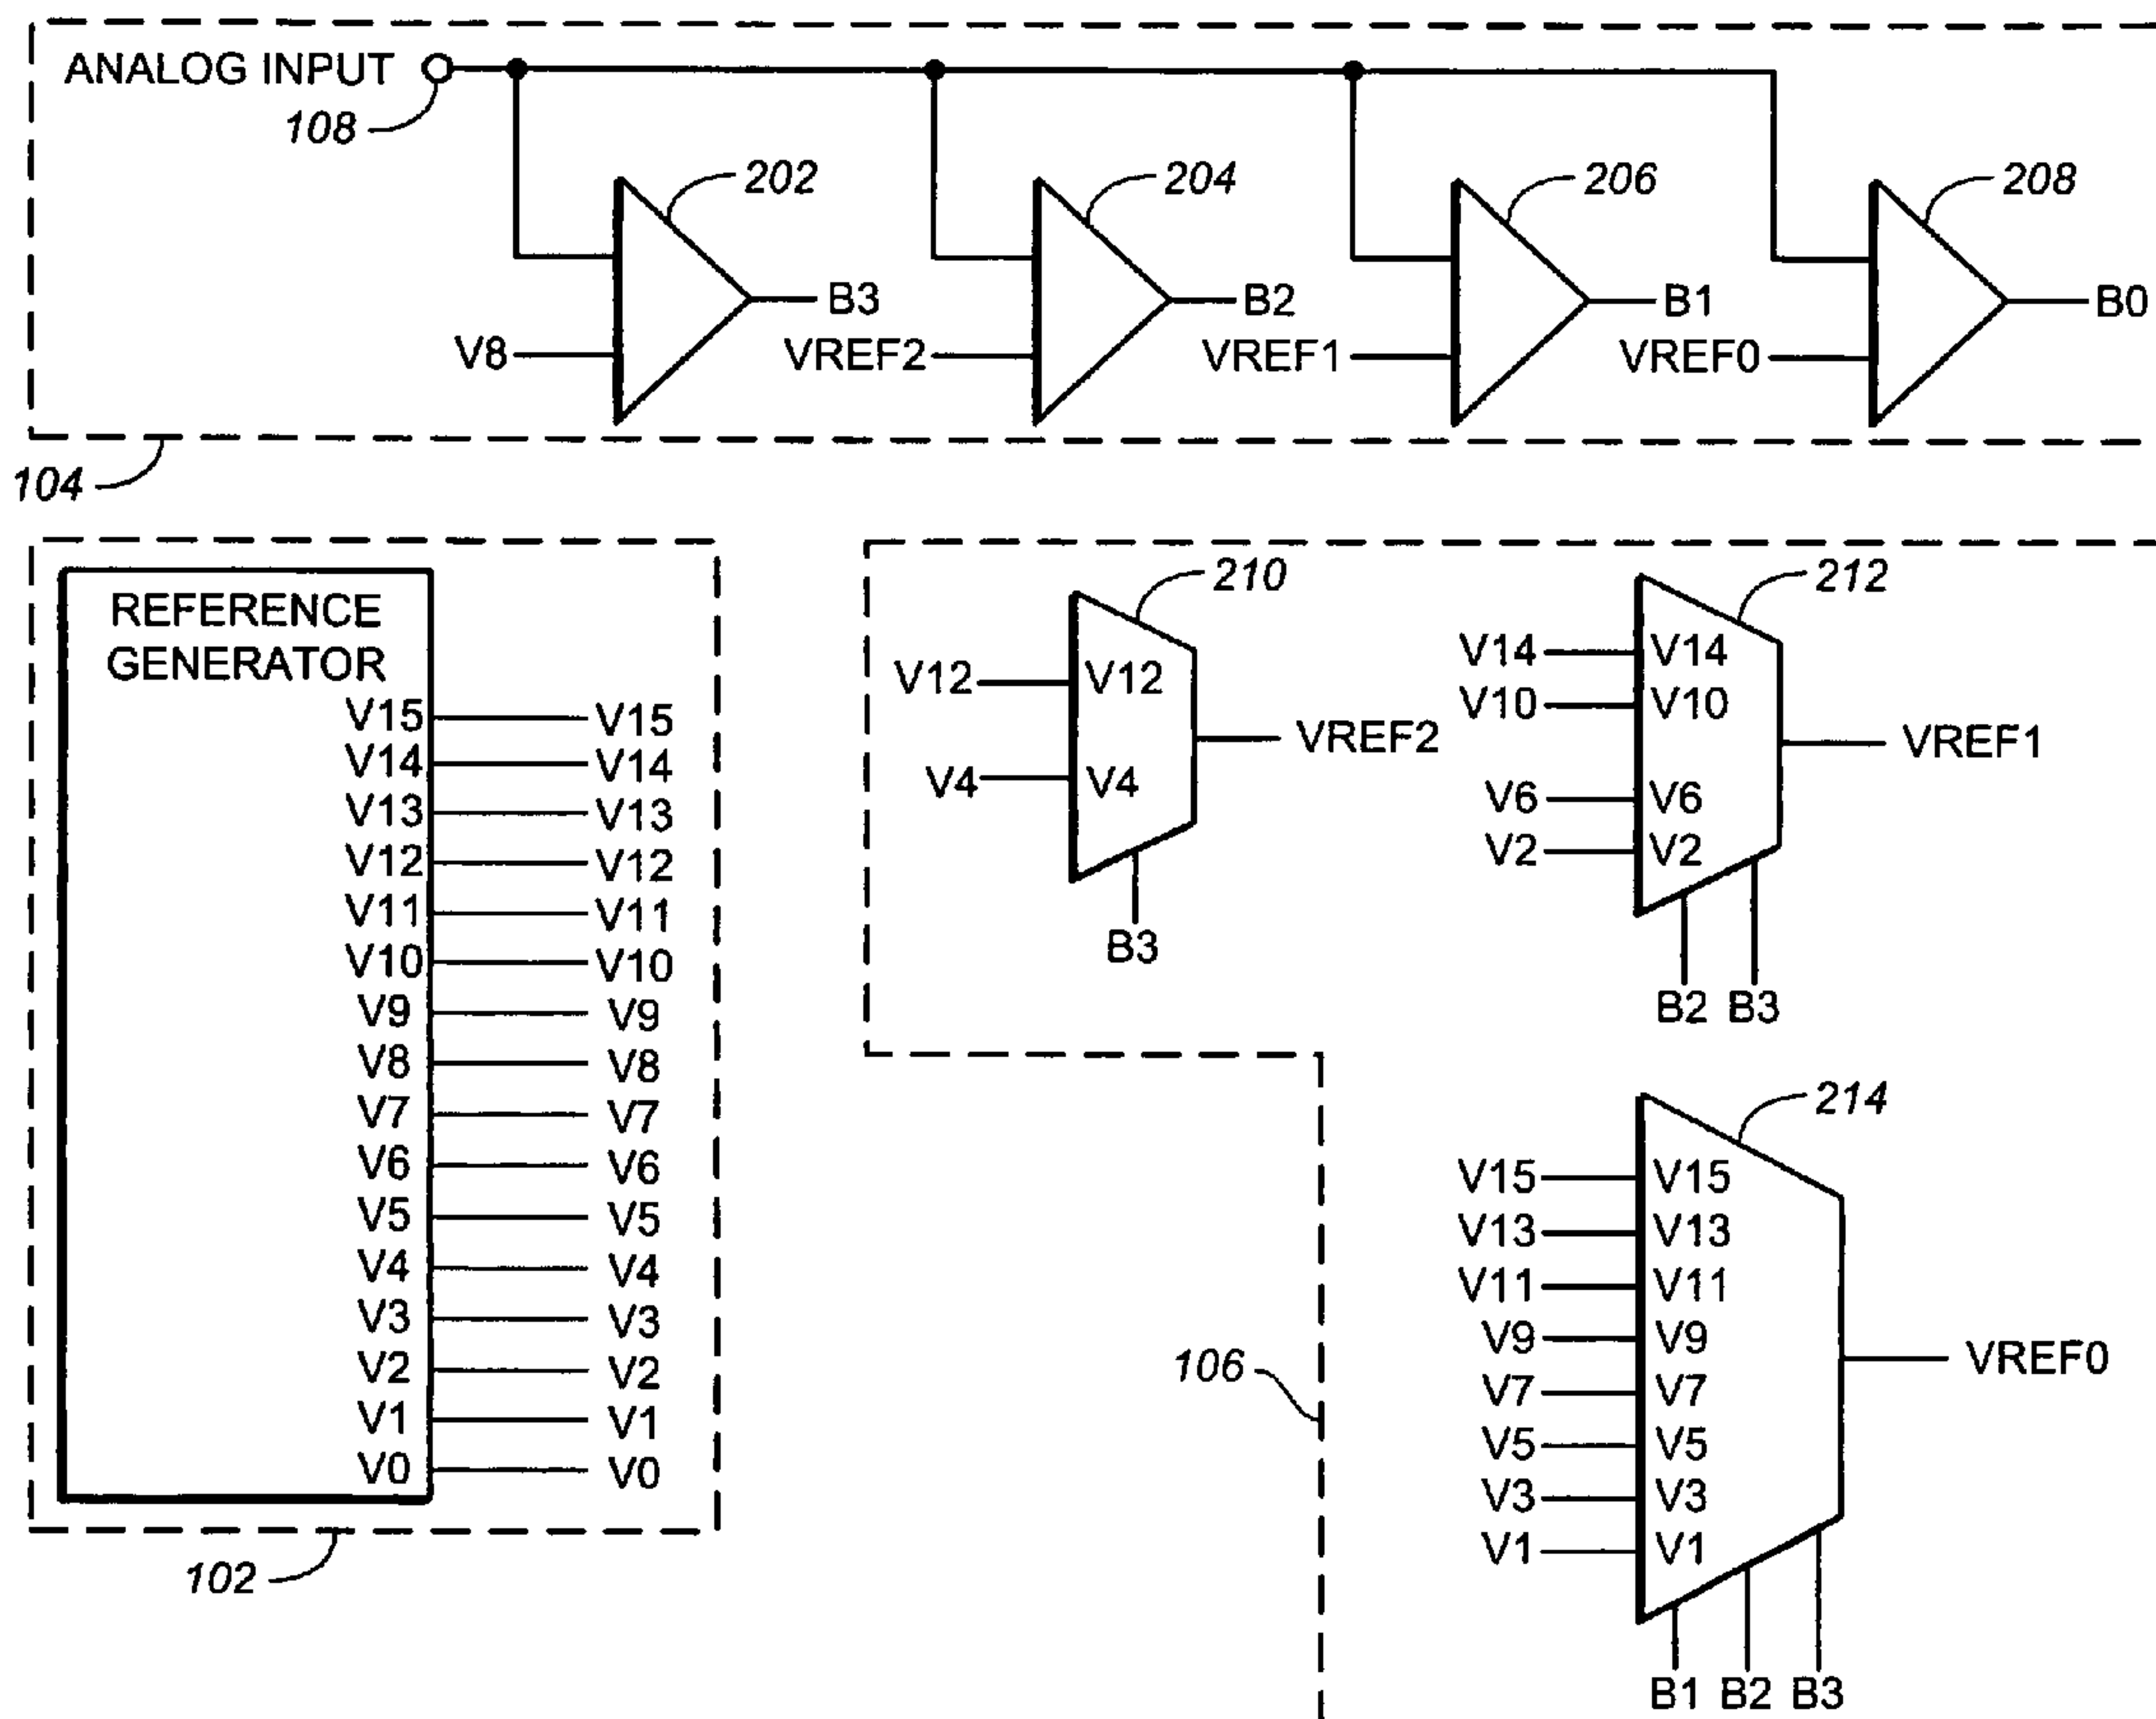 ANALOG INPUT
108
202
204
206
208
B3
B2
B1
B0
V8
VREF2
VREF1
VREF0
104
REFERENCE
GENERATOR
V15 V15
V14 V14
V13 V13
V12 V12
V11 V11
V10 V10
V9 V9
V8 V8
V7 V7
V6 V6
V5 V5
V4 V4
V3 V3
V2 V2
V1 V1
V0 V0
102
210
V12 V12
V4 V4
VREF2
B3
212
V14 V14
V10 V10
V6 V6
V2 V2
VREF1
B2 B3
214
V15 V15
V13 V13
V11 V11
V9 V9
V7 V7
V5 V5
V3 V3
V1 V1
VREF0
106
B1 B2 B3